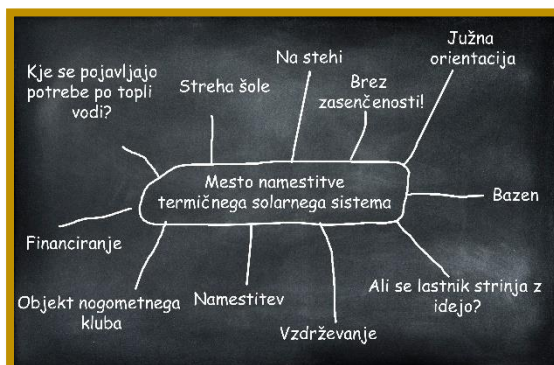 Kje se pojavljajo
potrebe po topli
vodi?
Streha šole
Na stehi
Brez
zasenčenosti!
Južna
orientacija
Mesto namestitve
termičnega solarnega sistema
Bazen
Financiranje
Objekt nogometnega
kluba
Namestitev
Vzdrževanje
Ali se lastnik strinja z
idejo?